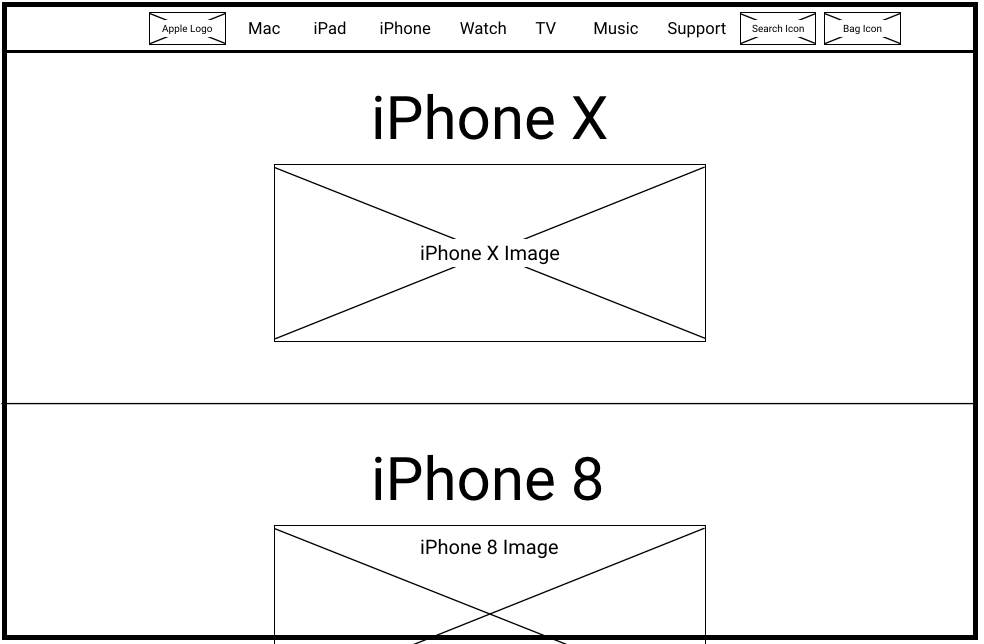 Apple Logo Mac iPad iPhone Watch TV Music Support Search Icon Bag Icon
iPhone X
iPhone X Image
iPhone 8
iPhone 8 Image